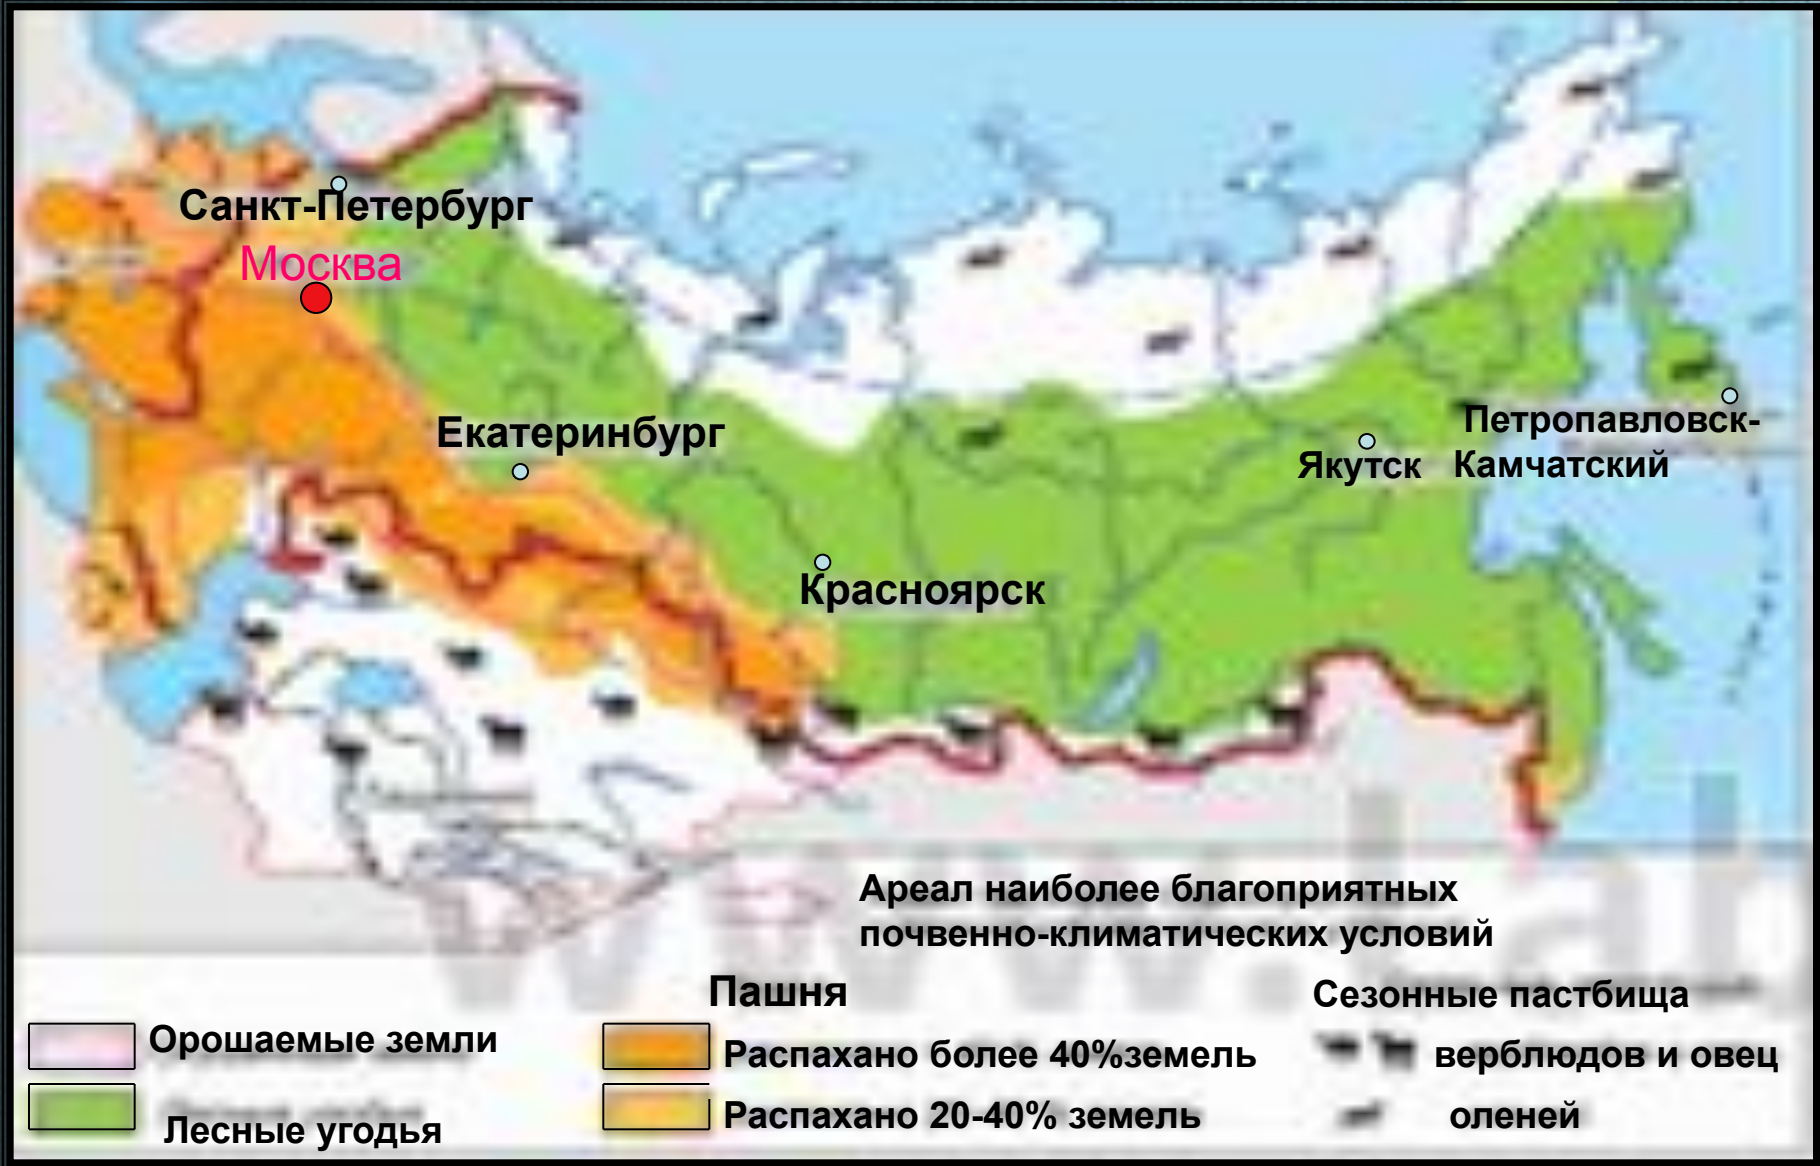 Санкт-Петербург
Москва
Екатеринбург
Петропавловск-
Якутск Камчатский
Красноярск
Ареал наиболее благоприятных
почвенно-климатических условий
Пашня
Сезонные пастбища
Орошаемые земли
Распахано более 40%земель
верблюдов и овец
Лесные угодья
Распахано 20-40% земель
оленей